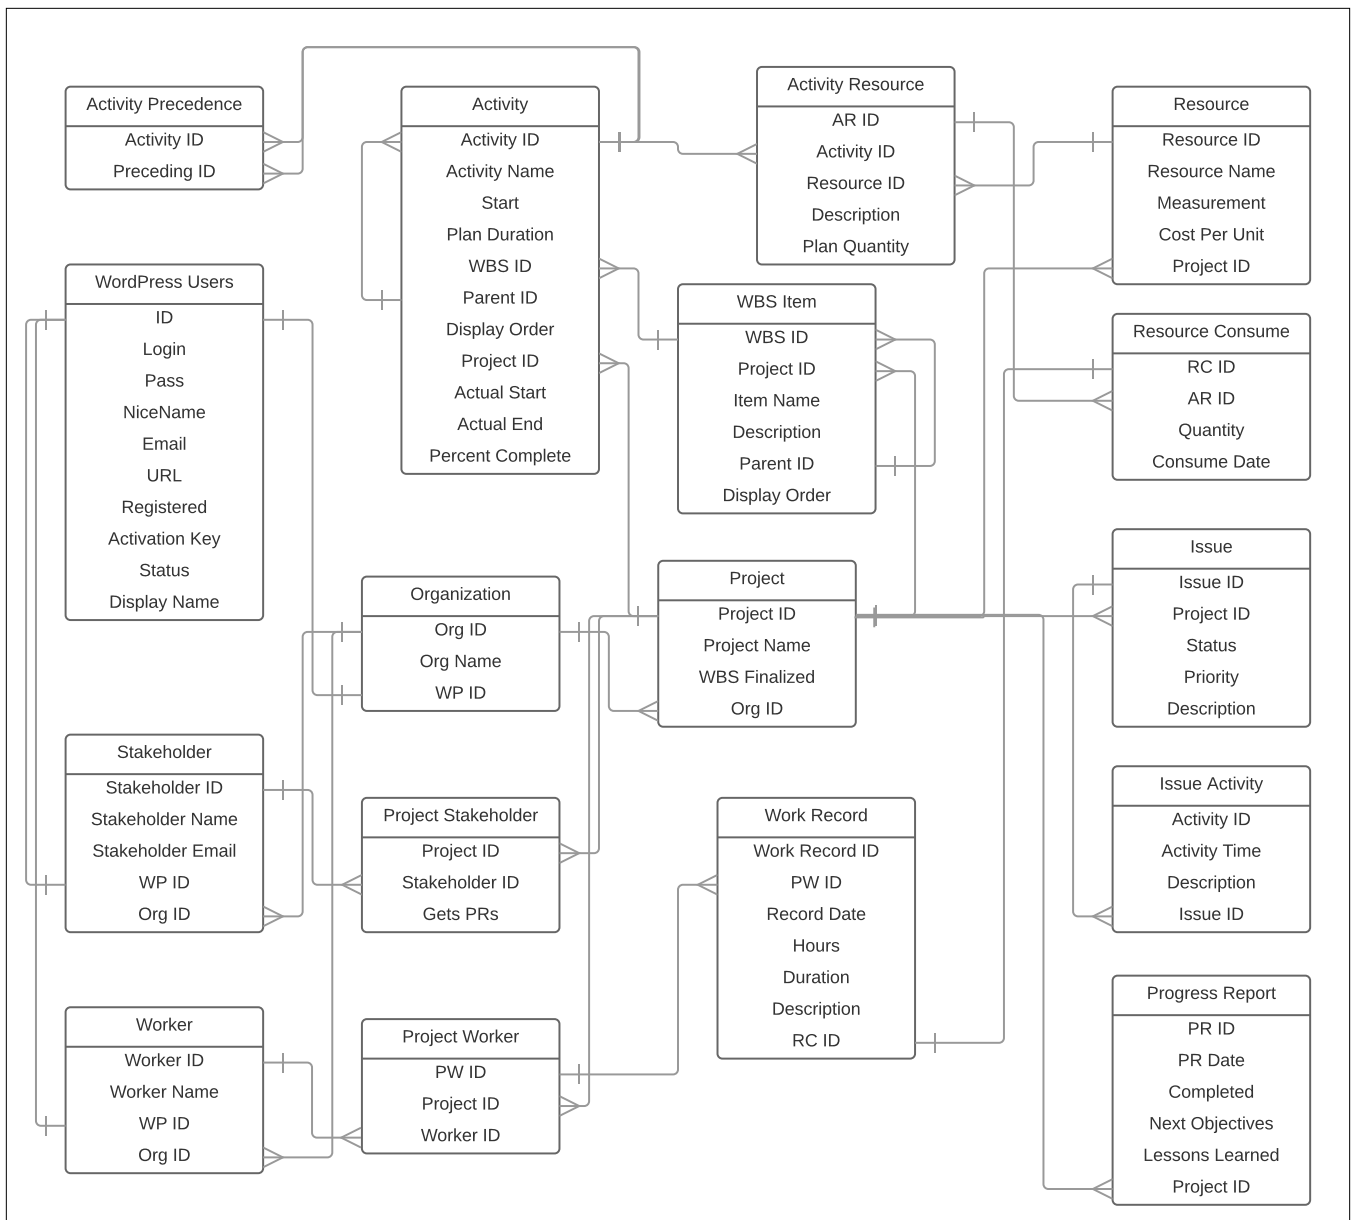 Activity Precedence
Activity ID
Preceding ID
Activity
Activity ID
Activity Name
Start
Plan Duration
WBS ID
Parent ID
Display Order
Project ID
Actual Start
Actual End
Percent Complete
Activity Resource
AR ID
Activity ID
Resource ID
Description
Plan Quantity
Resource
Resource ID
Resource Name
Measurement
Cost Per Unit
Project ID
WordPress Users
ID
Login
Pass
NiceName
Email
URL
Registered
Activation Key
Status
Display Name
WBS Item
WBS ID
Project ID
Item Name
Description
Parent ID
Display Order
Resource Consume
RC ID
AR ID
Quantity
Consume Date
Organization
Org ID
Org Name
WP ID
Project
Project ID
Project Name
WBS Finalized
Org ID
Issue
Issue ID
Project ID
Status
Priority
Description
Stakeholder
Stakeholder ID
Stakeholder Name
Stakeholder Email
WP ID
Org ID
Project Stakeholder
Project ID
Stakeholder ID
Gets PRs
Work Record
Work Record ID
PW ID
Record Date
Hours
Duration
Description
RC ID
Issue Activity
Activity ID
Activity Time
Description
Issue ID
Worker
Worker ID
Worker Name
WP ID
Org ID
Project Worker
PW ID
Project ID
Worker ID
Progress Report
PR ID
PR Date
Completed
Next Objectives
Lessons Learned
Project ID